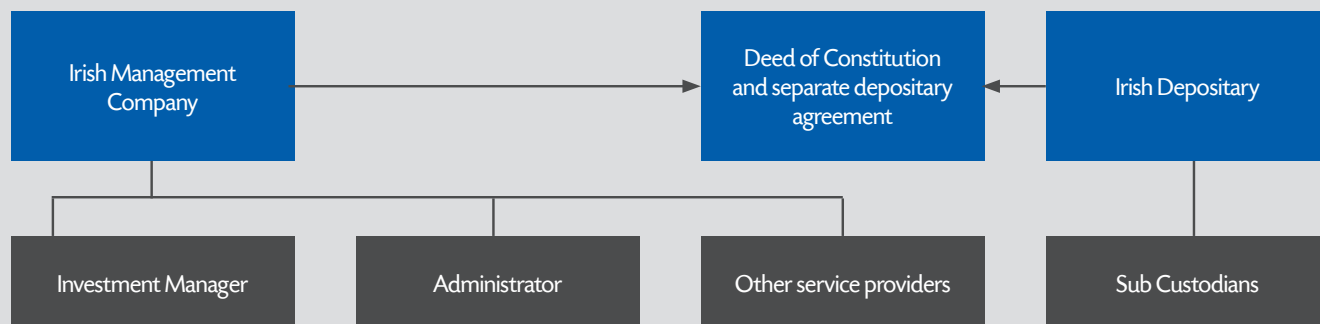 Irish Management
Company
Deed of Constitution
and separate depositary
agreement
Irish Depositary
Investment Manager
Administrator
Other service providers
Sub Custodians